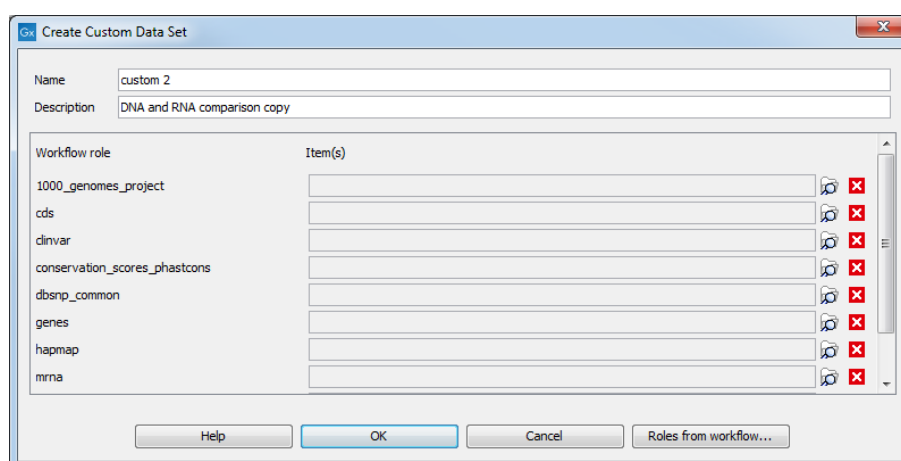 Gx Create Custom Data Set
Name custom 2
Description DNA and RNA comparison copy
Workflow role Item(s)
1000_genomes_project
cds
clinvar
conservation_scores_phastcons
dbsnp_common
genes
hapmap
mrna
Help OK Cancel Roles from workflow...